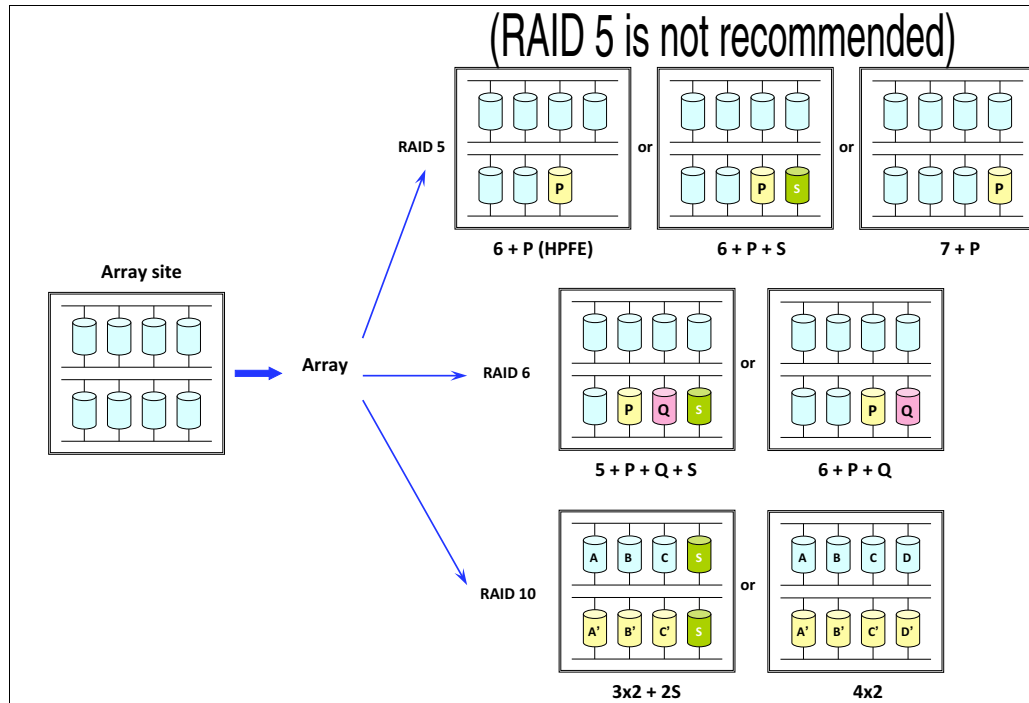 (RAID 5 is not recommended)
RAID 5
or
or
P
P
S
P
6 + P (HPFE)
6 + P + S
7 + P
Array site
Array
RAID 6
or
P
Q
S
P
Q
5 + P + Q + S
6 + P + Q
RAID 10
A
B
C
S
or
A
B
C
D
A'
B'
C'
S
A'
B'
C'
D'
3x2 + 2S
4x2